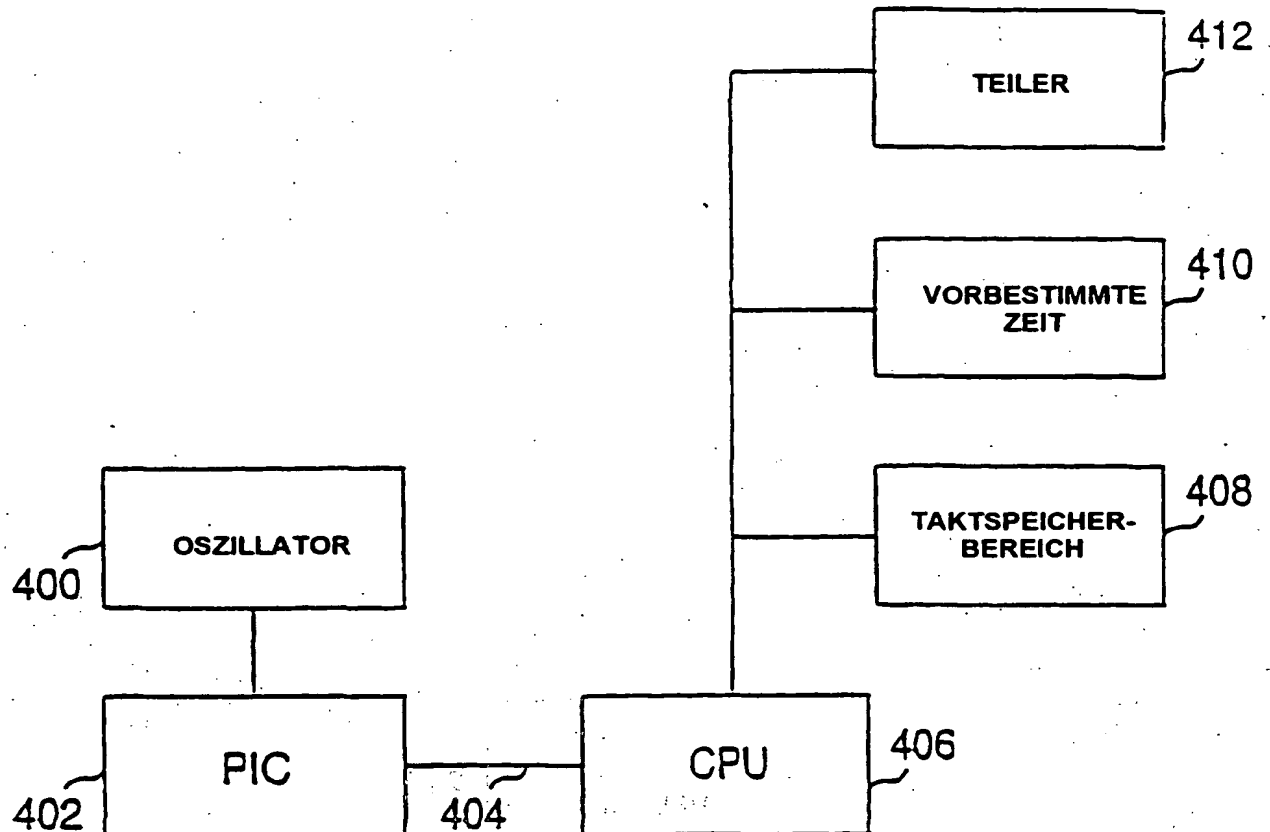 412
TEILER
410
VORBESTIMMTE
ZEIT
408
TAKTSPEICHER-
BEREICH
OSZILLATOR
400
PIC
CPU
406
402
404